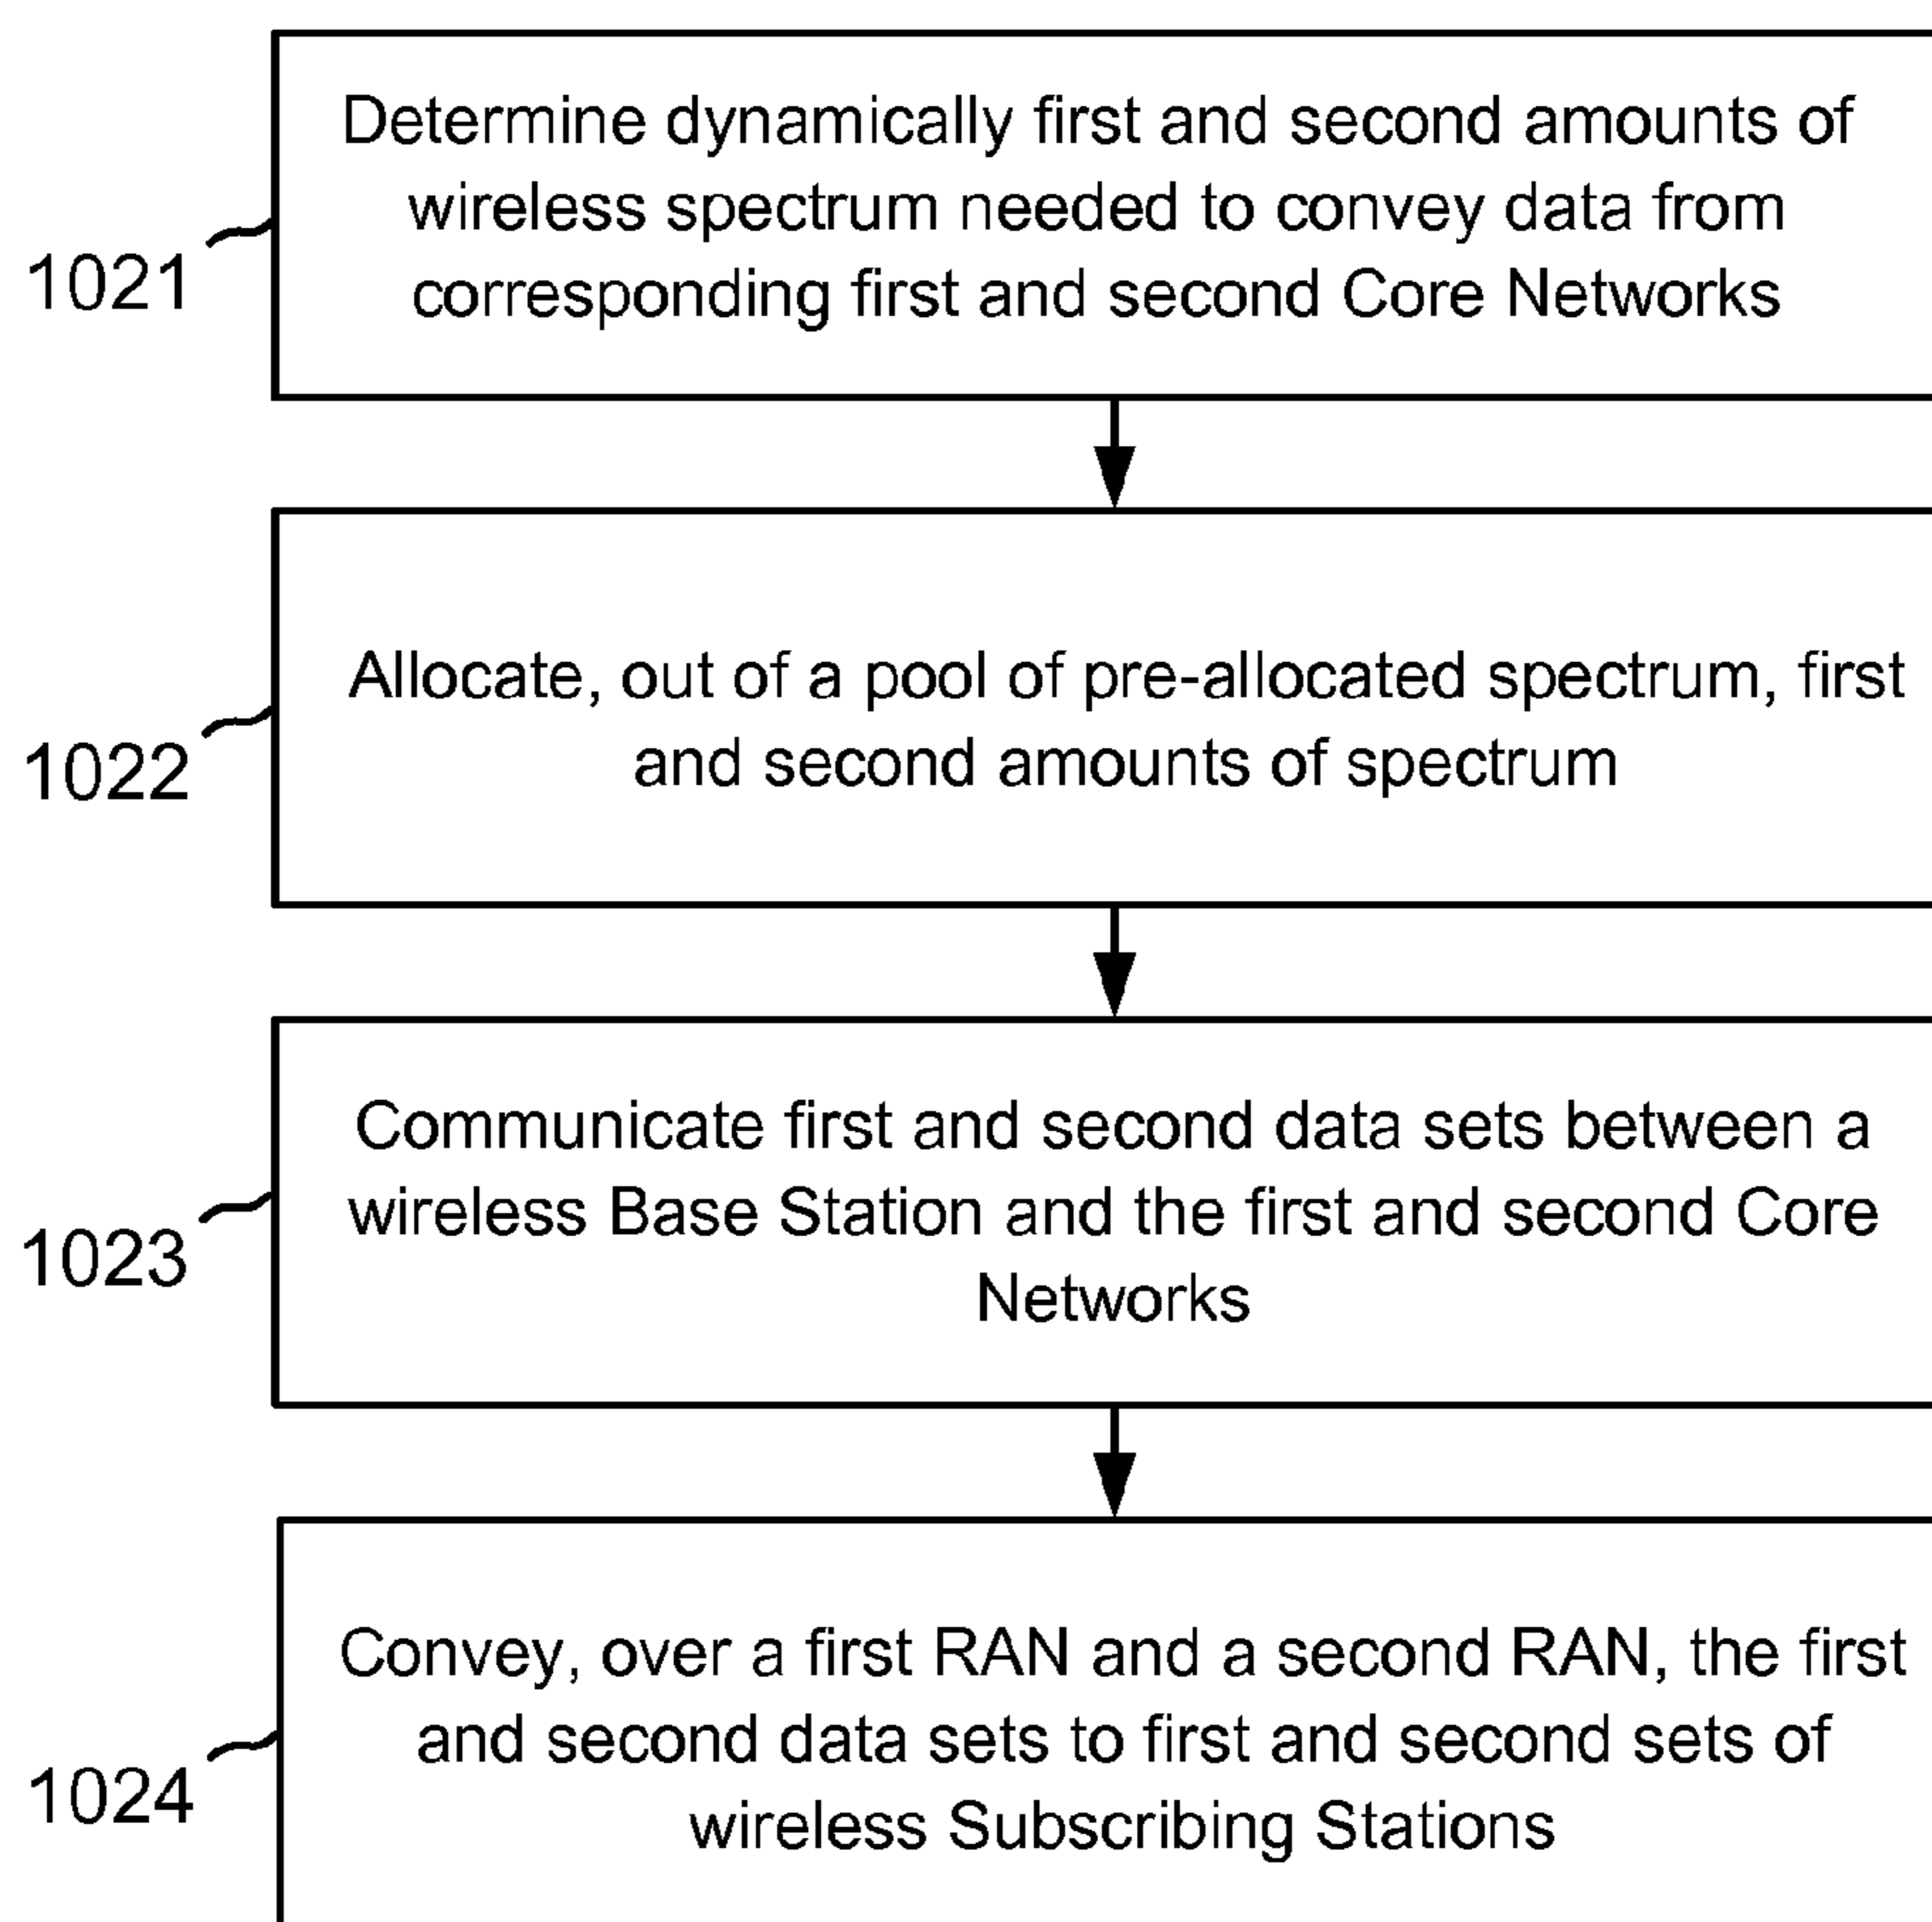 Determine dynamically first and second amounts of
wireless spectrum needed to convey data from
corresponding first and second Core Networks
1021
Allocate, out of a pool of pre-allocated spectrum, first
and second amounts of spectrum
1022
Communicate first and second data sets between a
wireless Base Station and the first and second Core
Networks
1023
Convey, over a first RAN and a second RAN, the first
and second data sets to first and second sets of
wireless Subscribing Stations
1024